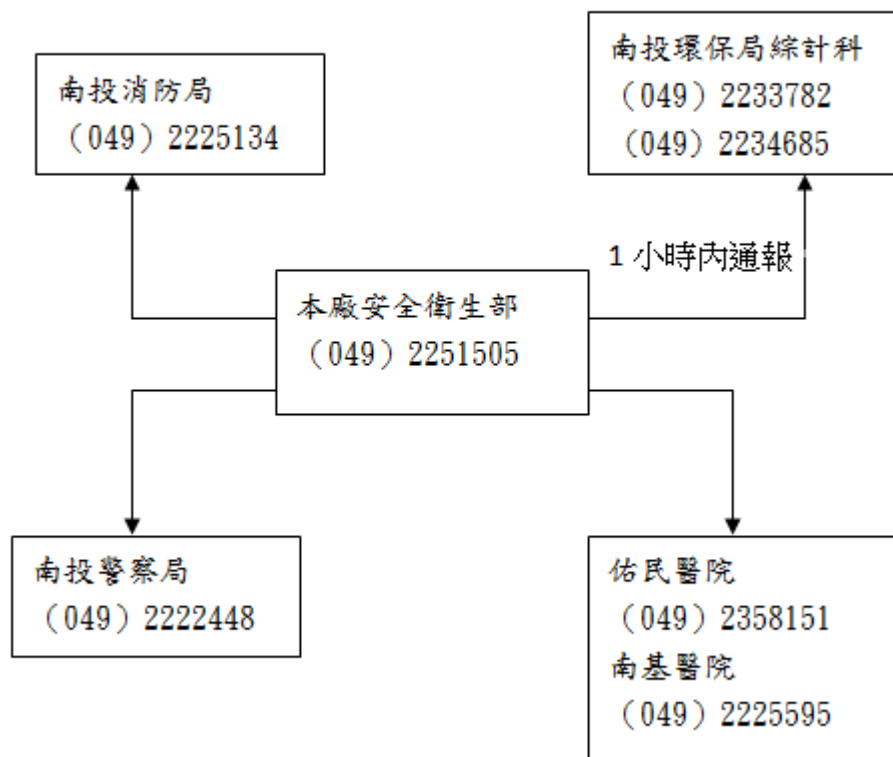 南投消防局
（049）2225134
南投環保局綜計科
（049）2233782
（049）2234685
1 小時內通報
本廠安全衛生部
（049）2251505
南投警察局
（049）2222448
佑民醫院
（049）2358151
南基醫院
（049）2225595